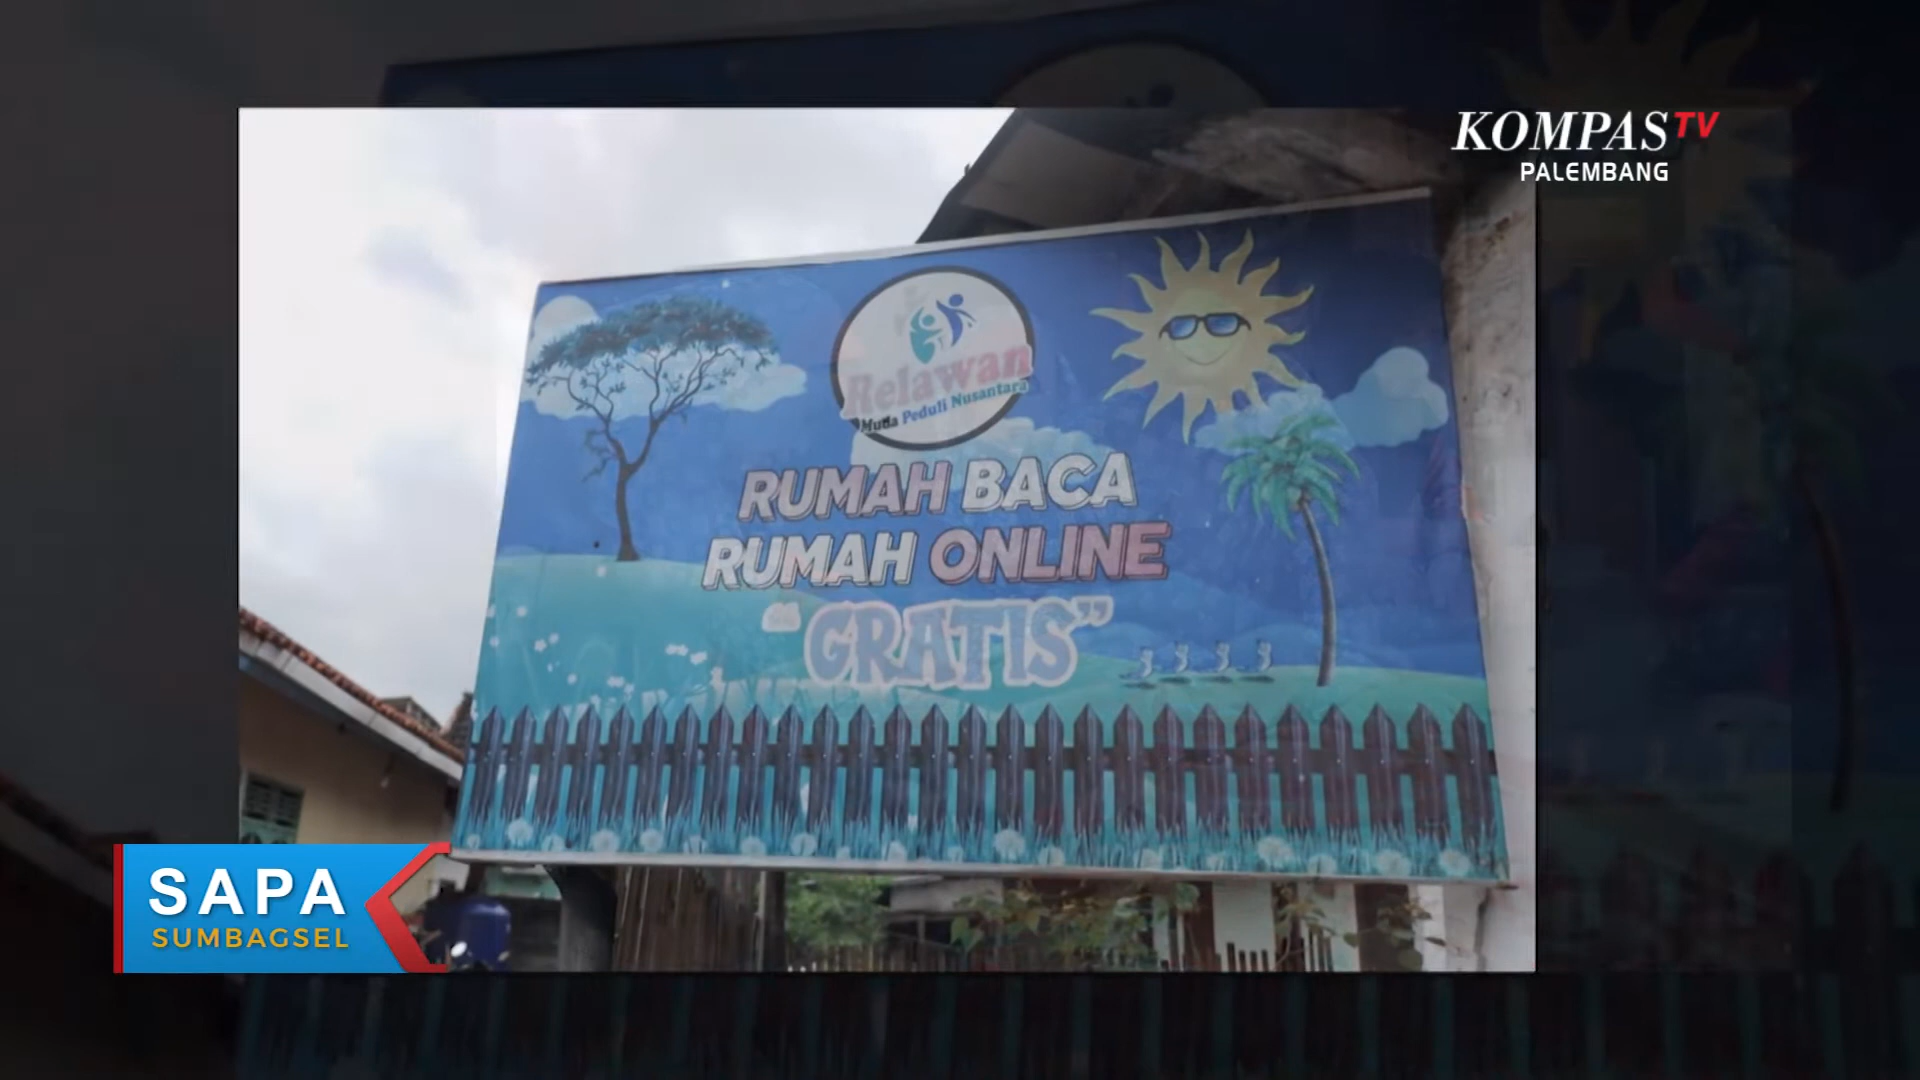 KOMPAS TV
PALEMBANG
Relawan
Muda Peduli Nusantara
RUMAH BACA
RUMAH ONLINE
“GRATIS”
SAPA
SUMBAGSEL